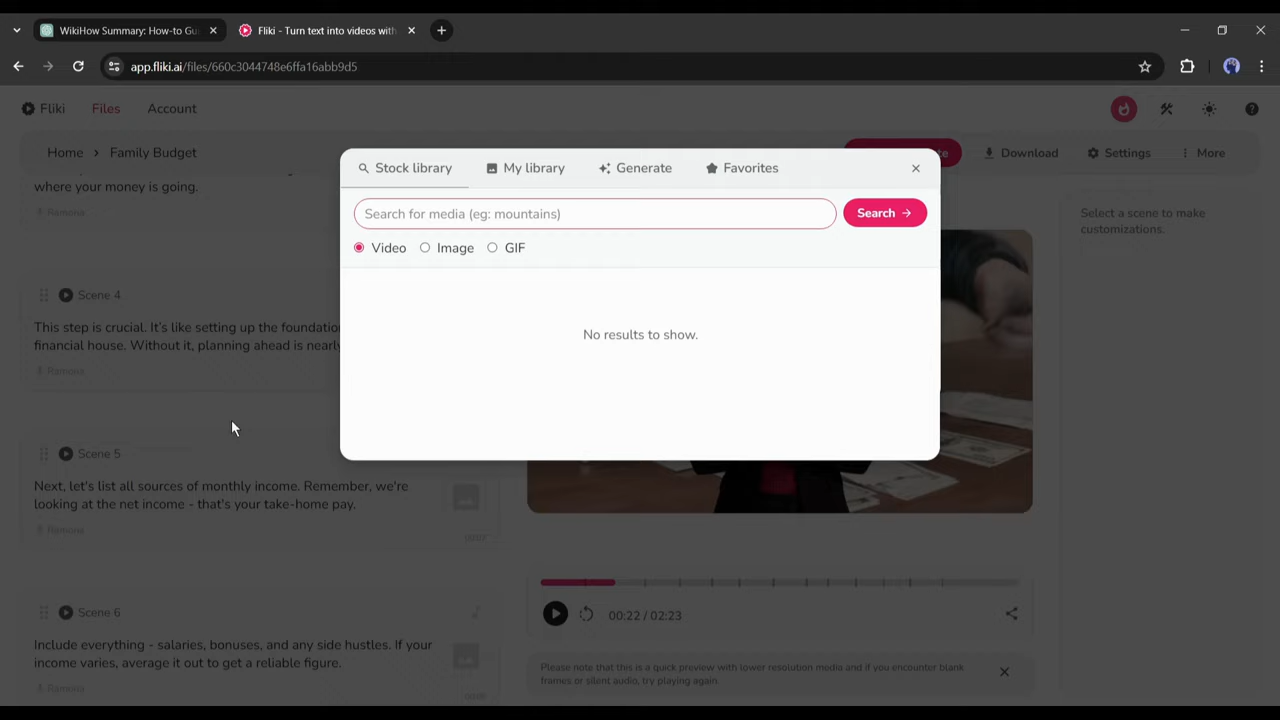 WikiHow Summary: How-to Gu
Fliki - Turn text into videos with
app.fliki.ai/files/660c3044748e6ffa16abb9d5
Fliki
Files
Account
Home > Family Budget
Download
Settings
More
where your money is going.
Ramona
Stock library
My library
Generate
Favorites
Search for media (eg: mountains)
Search
Video
Image
GIF
No results to show.
Select a scene to make
customizations.
Scene 4
This step is crucial. It's like setting up the foundation
financial house. Without it, planning ahead is nearly
Ramona
Scene 5
Next, let's list all sources of monthly income. Remember, we're
looking at the net income - that's your take-home pay.
Ramona
Scene 6
Include everything - salaries, bonuses, and any side hustles. If your
income varies, average it out to get a reliable figure.
Ramona
00:22 / 02:23
Please note that this is a quick preview with lower resolution media and if you encounter blank
frames or silent audio, try playing again.